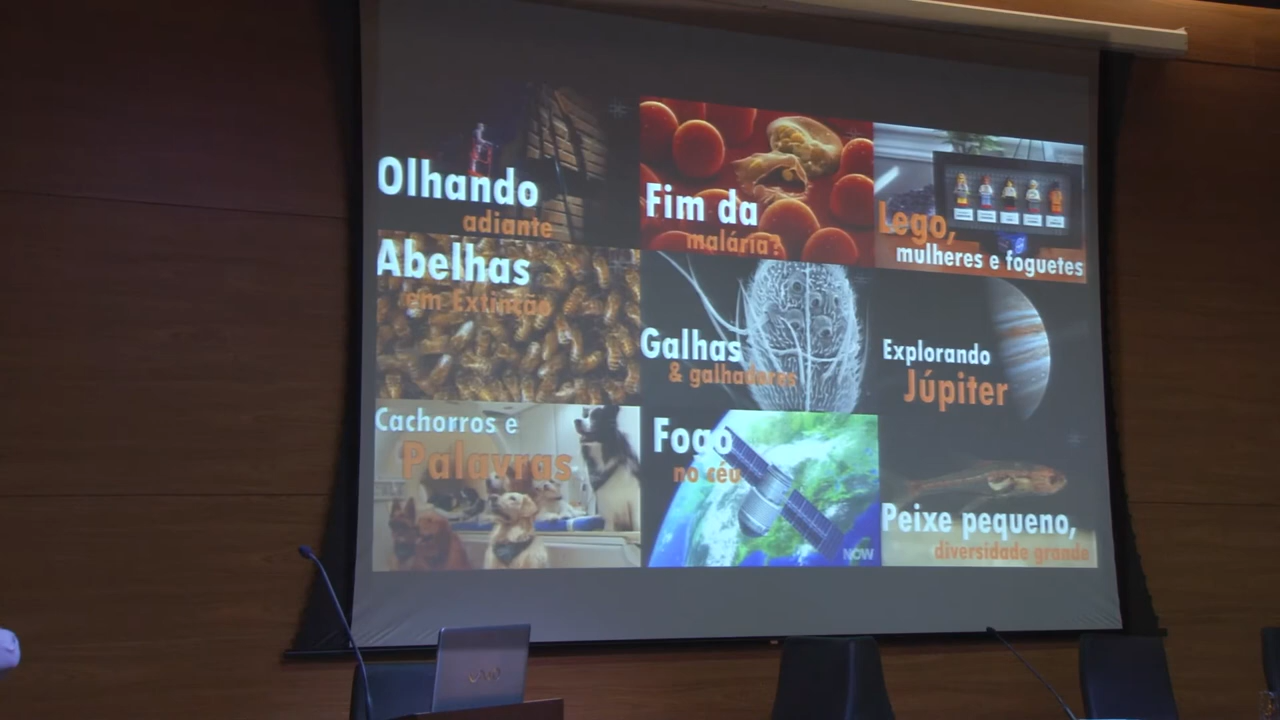 Olhando
adiante
Fim da
malária?
Lego,
mulheres e foguetes
Abelhas
em Extinção
Galhas
& galhadores
Explorando
Júpiter
Cachorros e
Palavras
Fogo
no céu
NOW
Peixe pequeno,
diversidade grande
VAIO